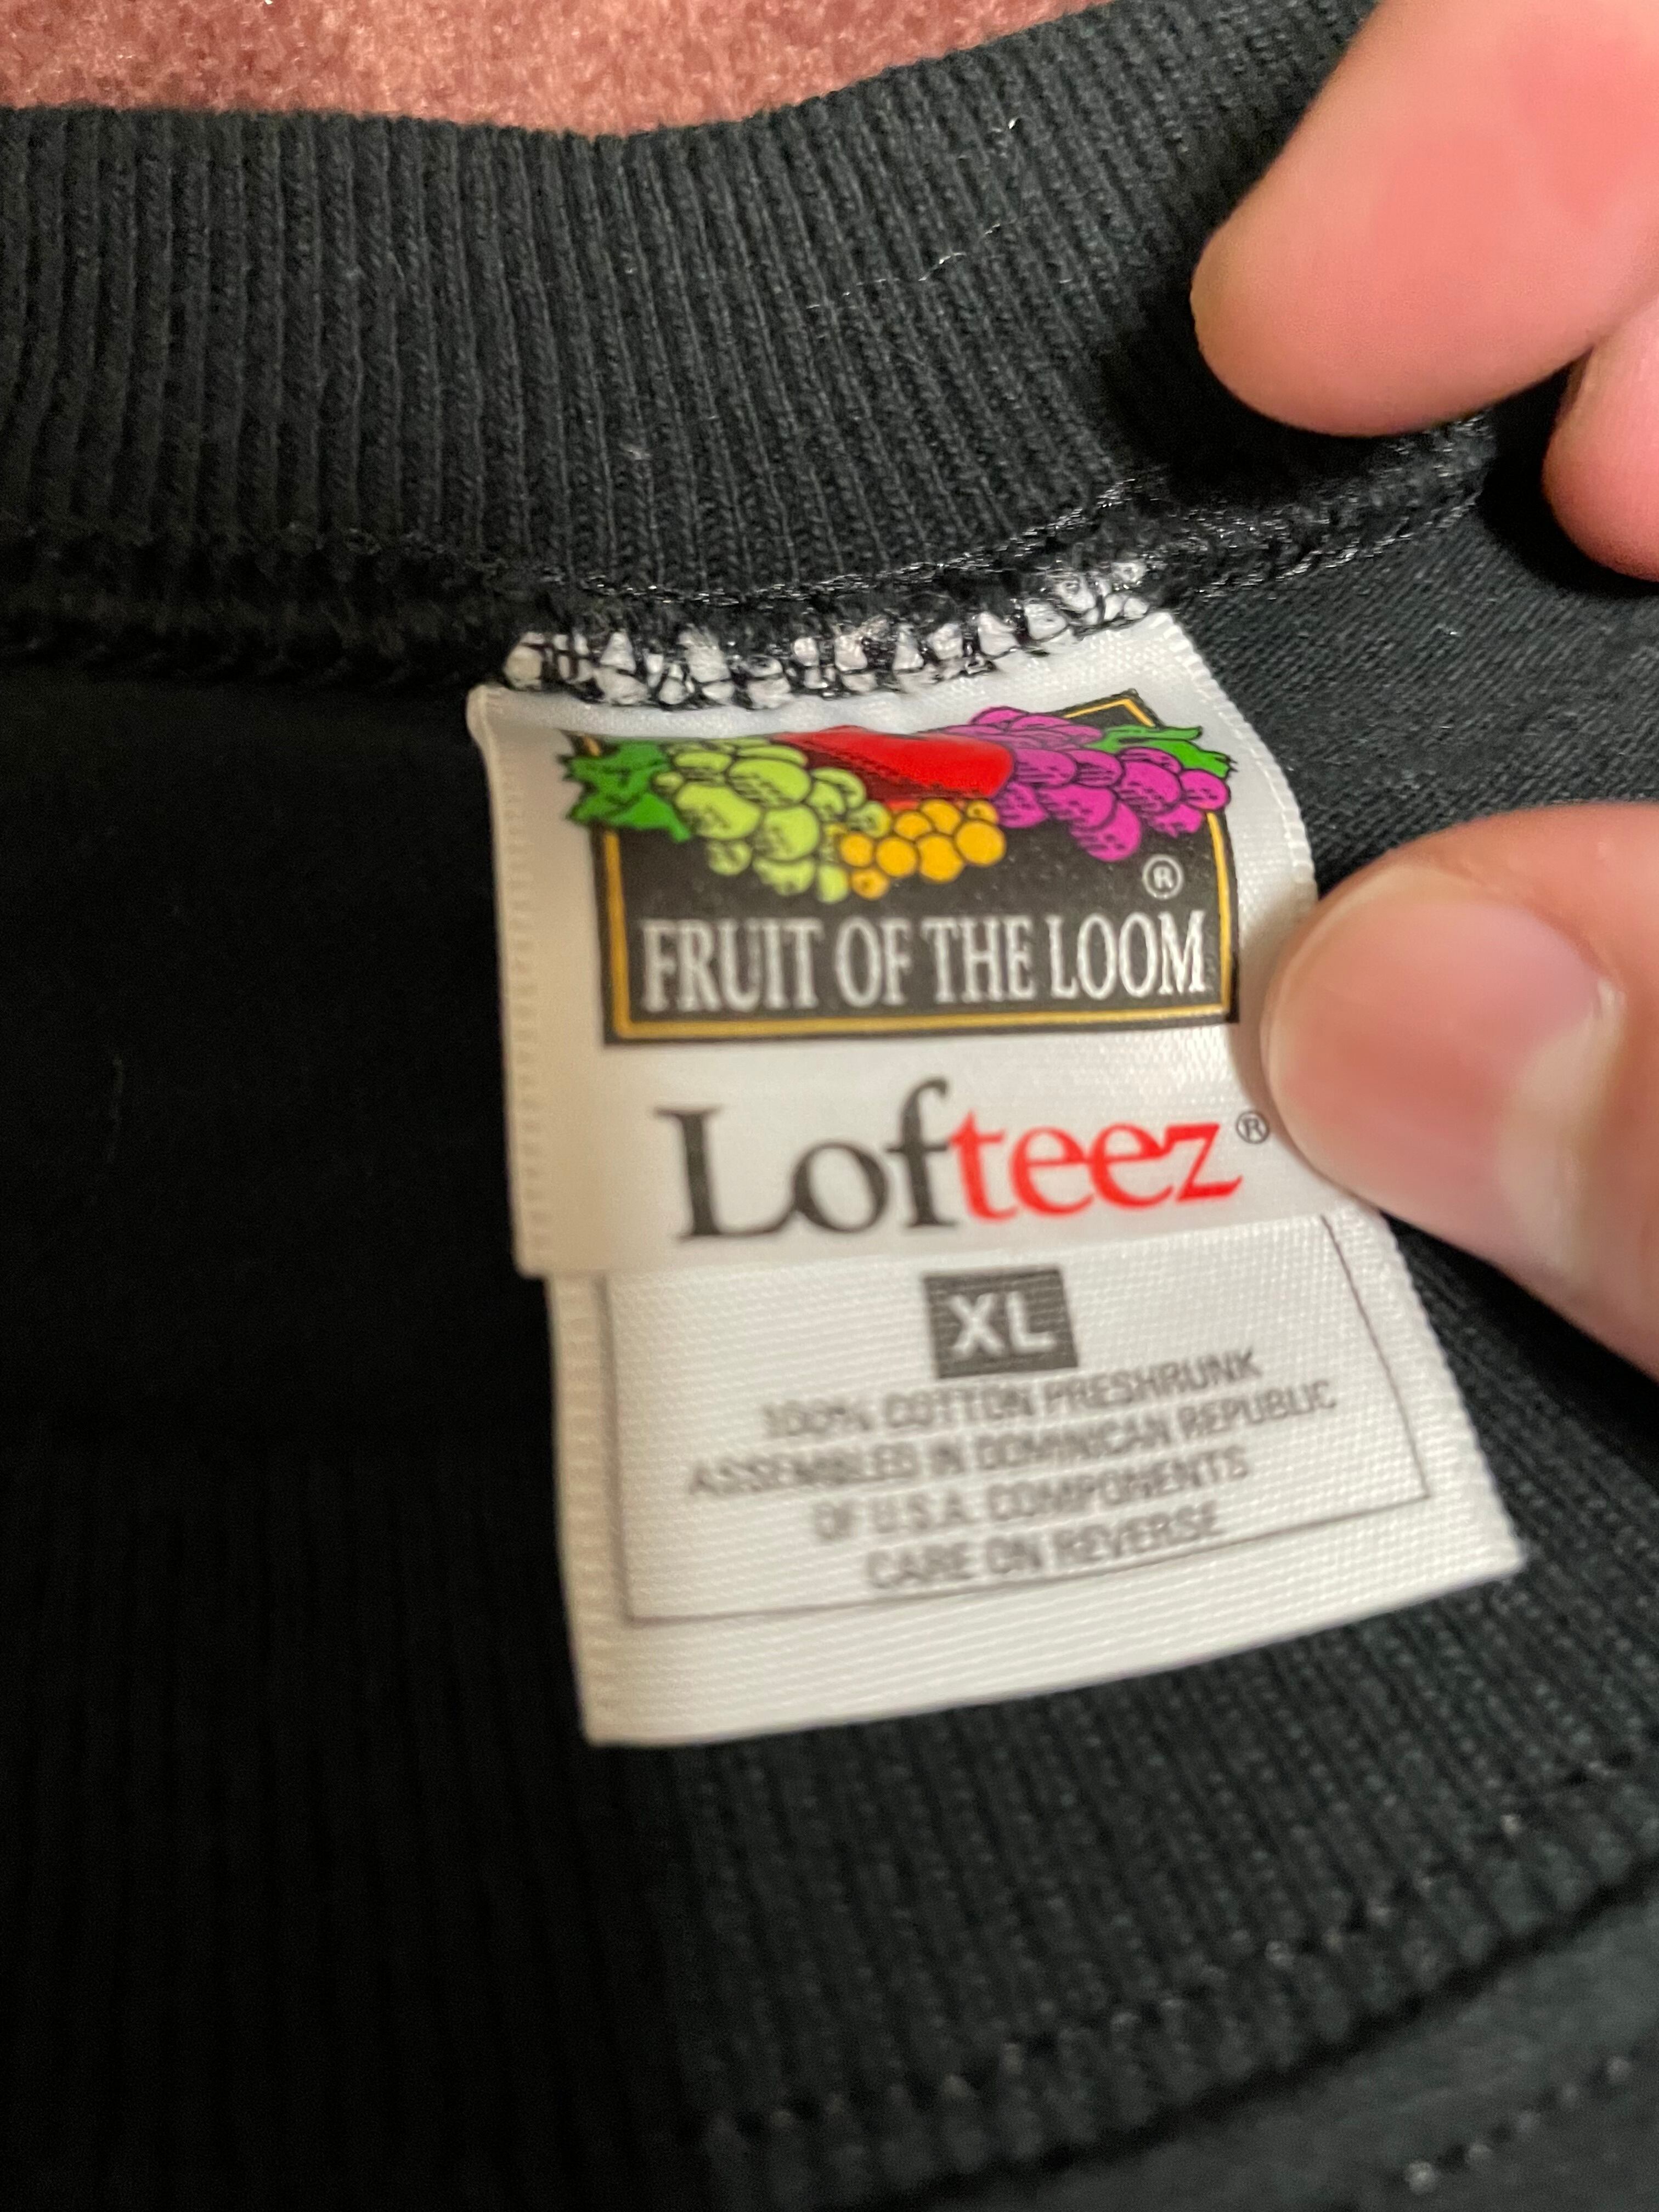 ®
FRUIT OF THE LOOM
Lofteez®
XL
100% COTTON PRESHRUNK
ASSEMBLED IN DOMINICAN REPUBLIC
OF U.S.A. COMPONENTS
CARE ON REVERSE